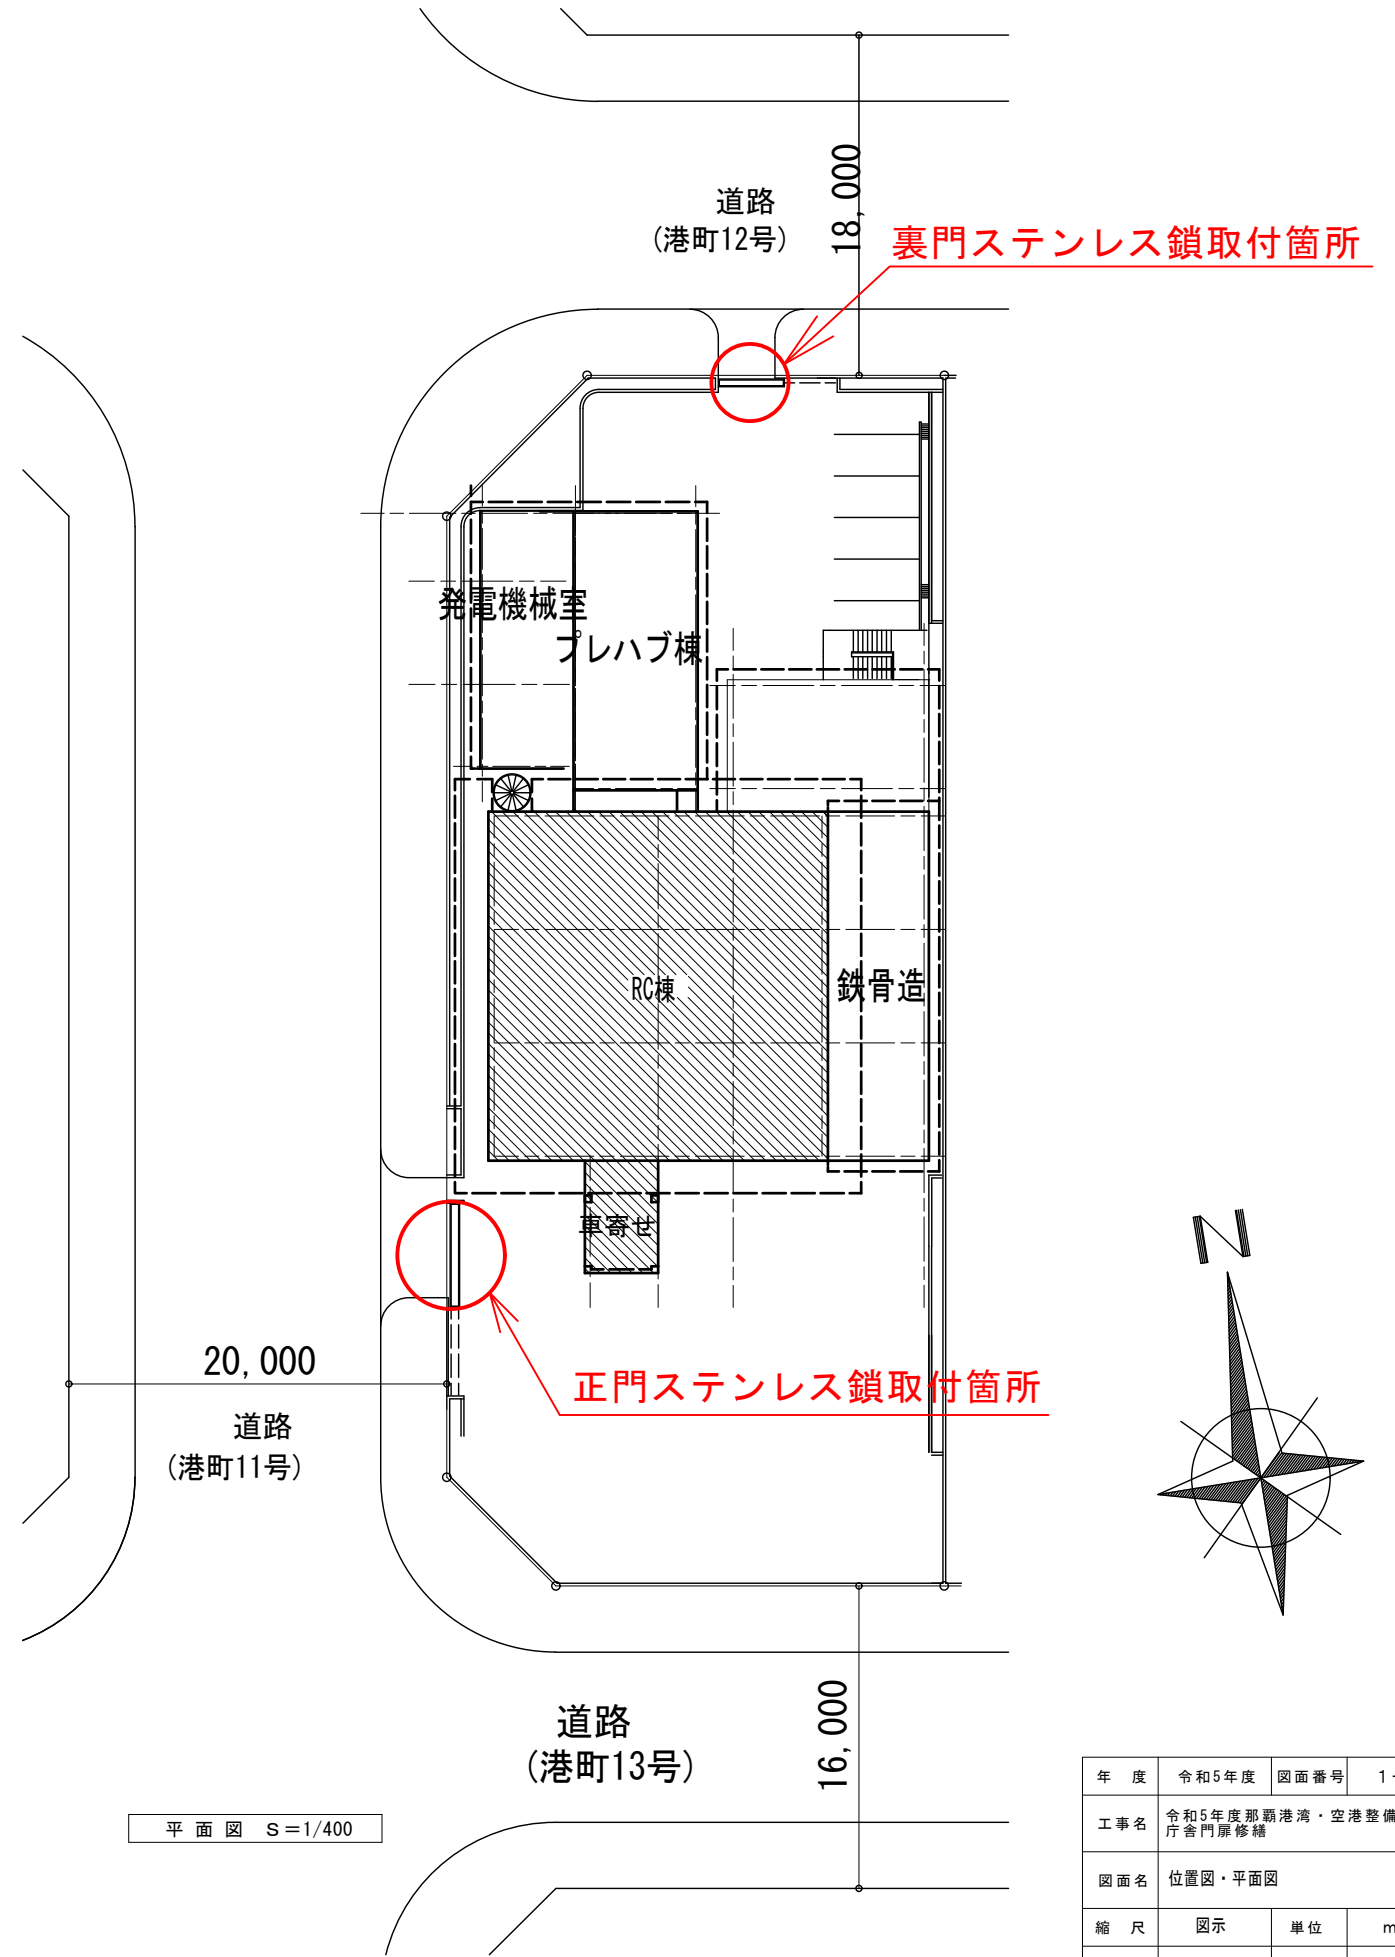 道路
(港町12号)
18,000
裏門ステンレス鎖取付箇所
発電機械室
プレハブ棟
RC棟
鉄骨造
車寄せ
N
20,000
道路
(港町11号)
正門ステンレス鎖取付箇所
道路
(港町13号)
16,000
平面図 S=1/400
年度 令和5年度 図面番号 1
工事名 令和5年度那覇港湾・空港整備
庁舎門扉修繕
図面名 位置図・平面図
縮尺 図示 単位 m